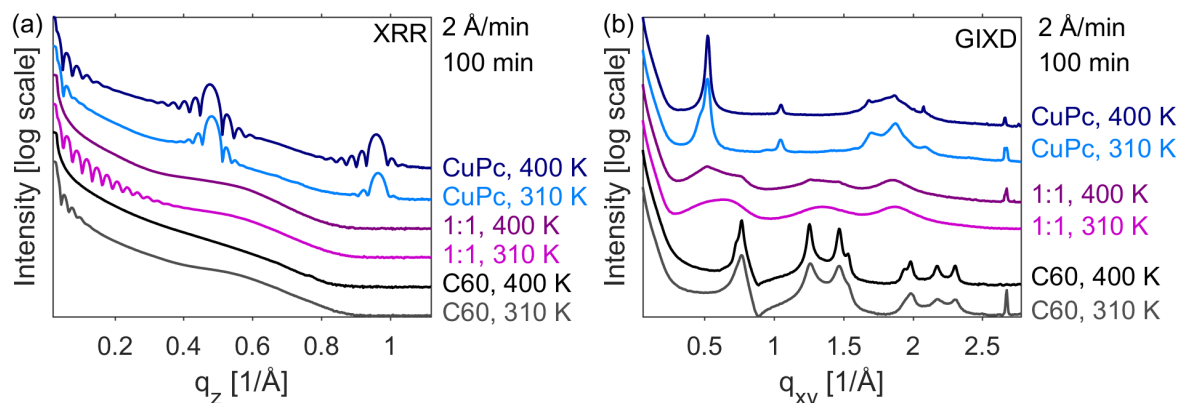 (a)
XRR
2 Å/min
100 min
Intensity [log scale]
CuPc, 400 K
CuPc, 310 K
1:1, 400 K
1:1, 310 K
C60, 400 K
C60, 310 K
0.2 0.4 0.6 0.8 1
q_z [1/Å]
(b)
GIXD
2 Å/min
100 min
Intensity [log scale]
CuPc, 400 K
CuPc, 310 K
1:1, 400 K
1:1, 310 K
C60, 400 K
C60, 310 K
0.5 1 1.5 2 2.5
q_xy [1/Å]